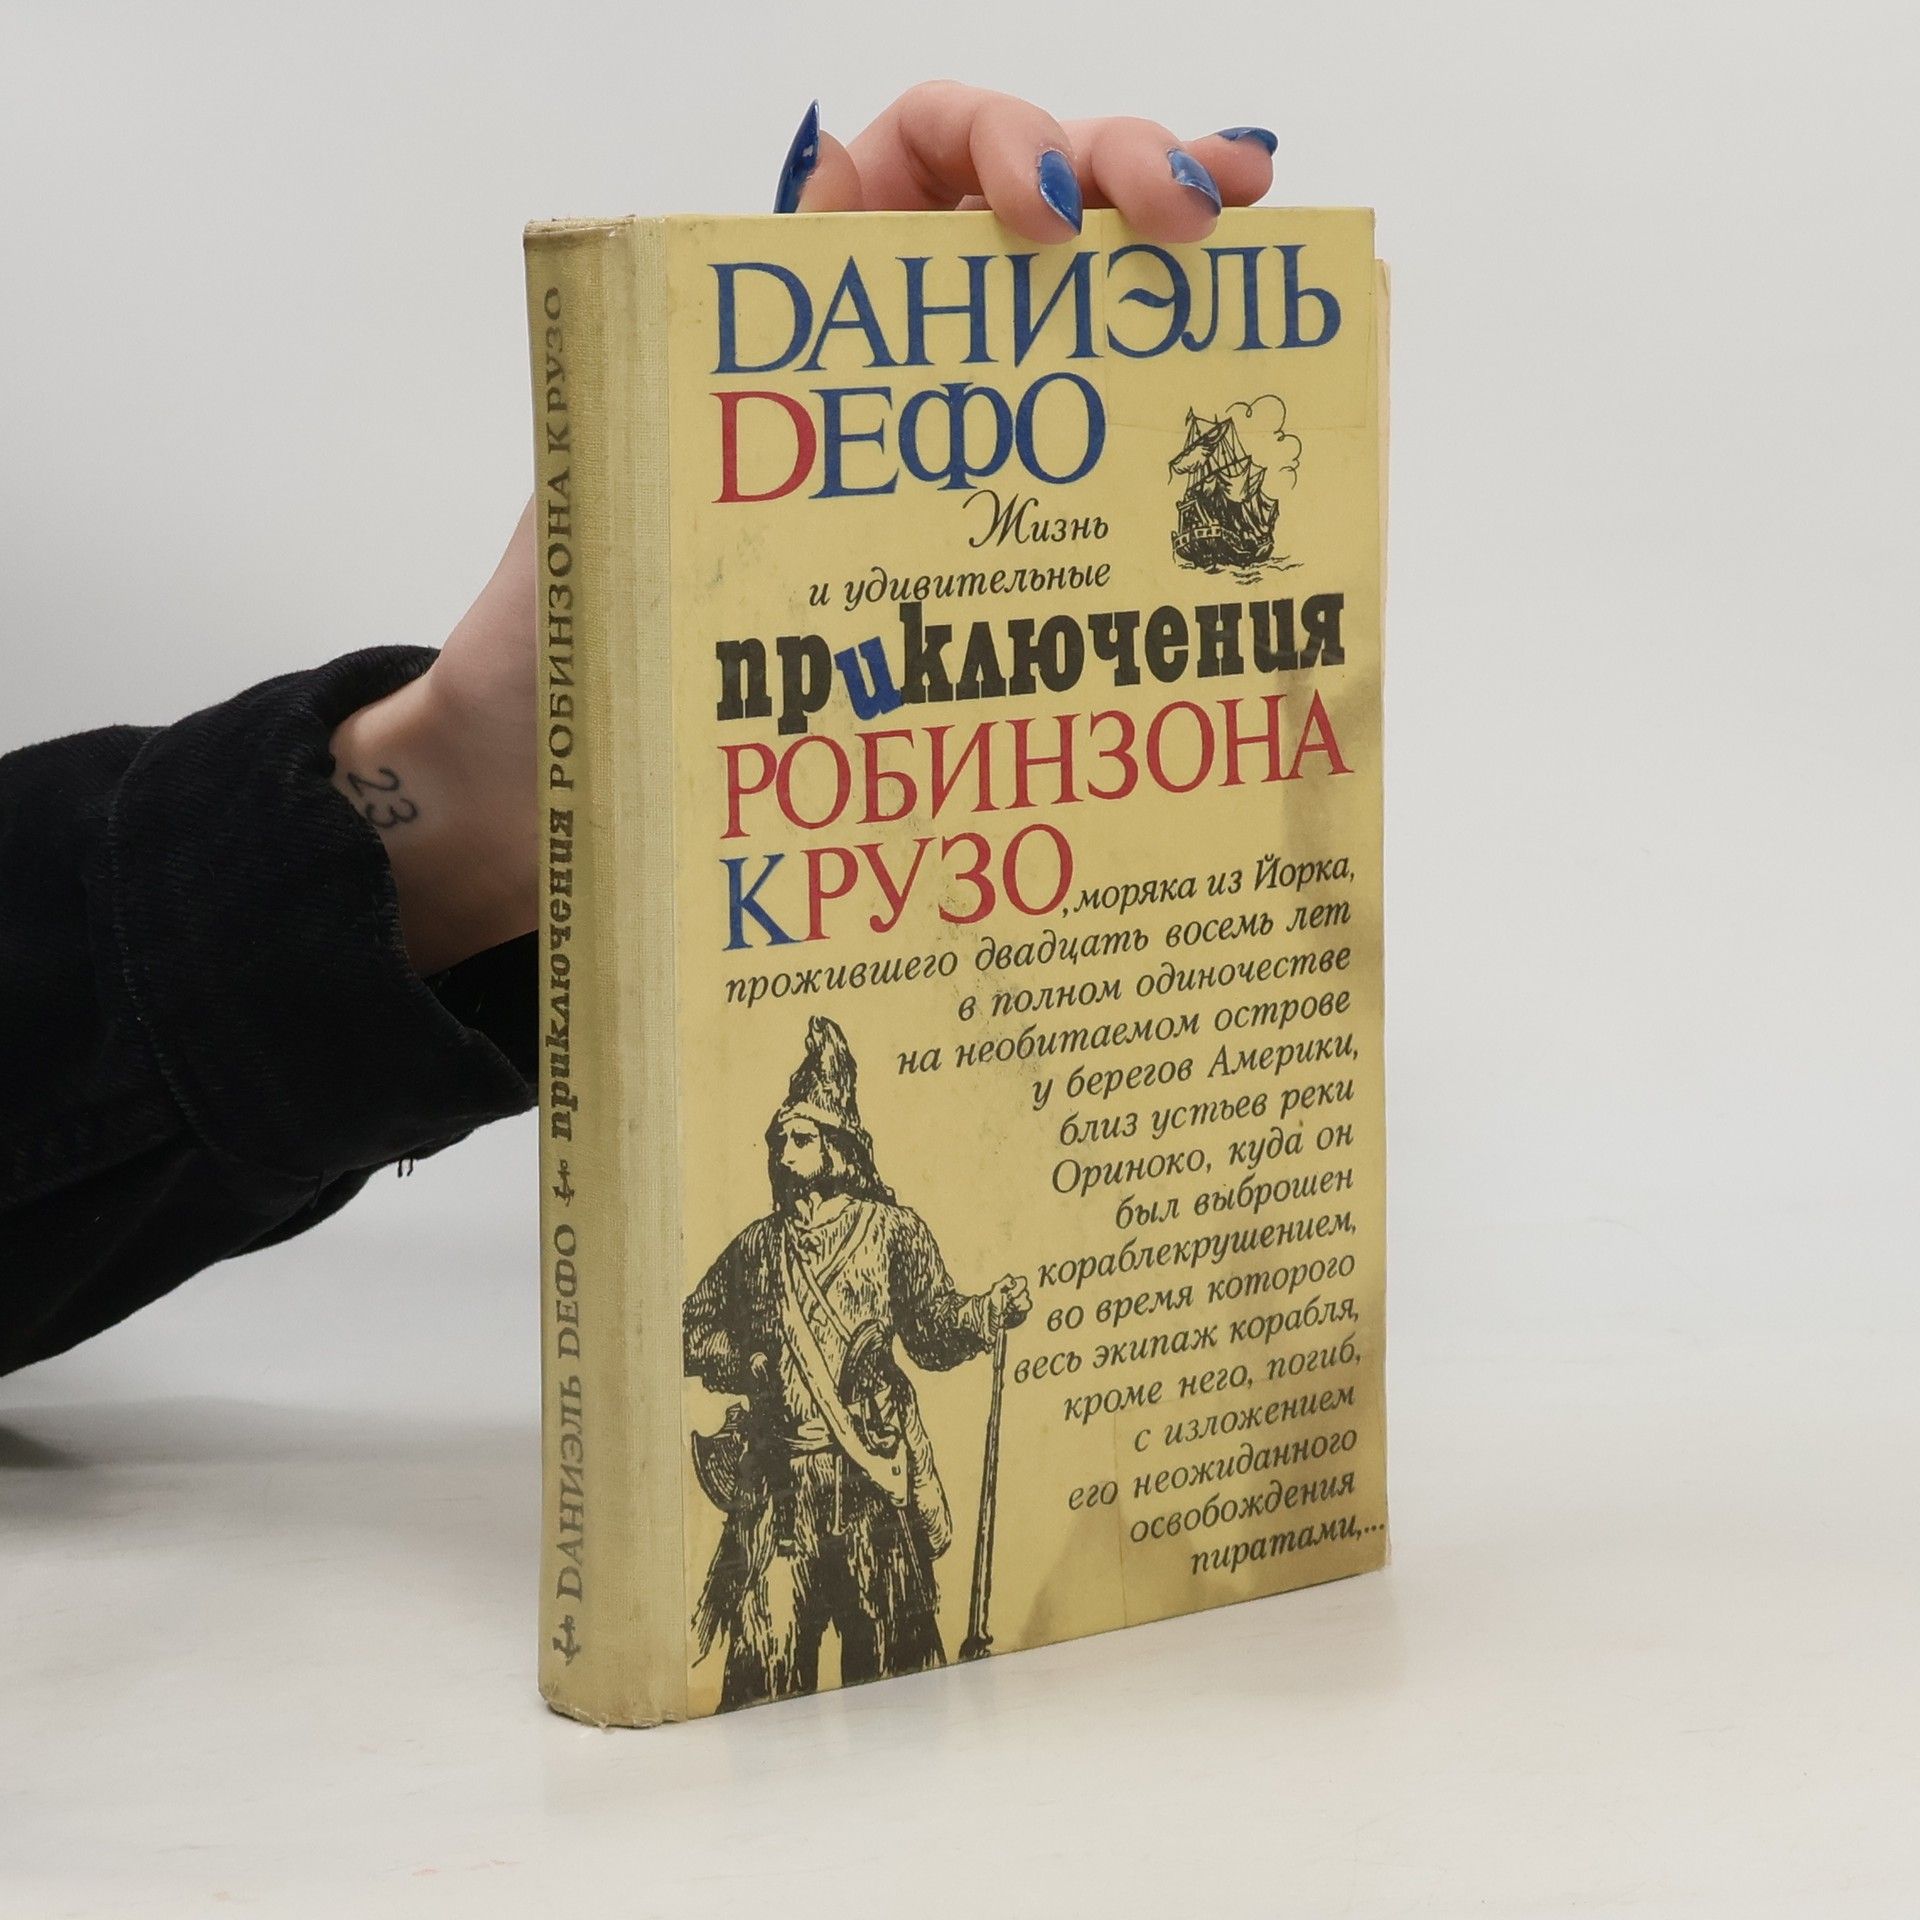 DАНИЭЛЬ
DЕФО
Жизнь
и удивительные
приключения
РОБИНЗОНА
КРУЗО, моряка из Йорка,
прожившего двадцать восемь лет
в полном одиночестве
на необитаемом острове
у берегов Америки,
близ устьев реки
Ориноко, куда он
был выброшен
кораблекрушением,
во время которого
весь экипаж корабля,
кроме него, погиб,
с изложением
его неожиданного
освобождения
пиратами,...
DАНИЭЛЬ DЕФО приключения РОБИНЗОНА КРУЗО
23